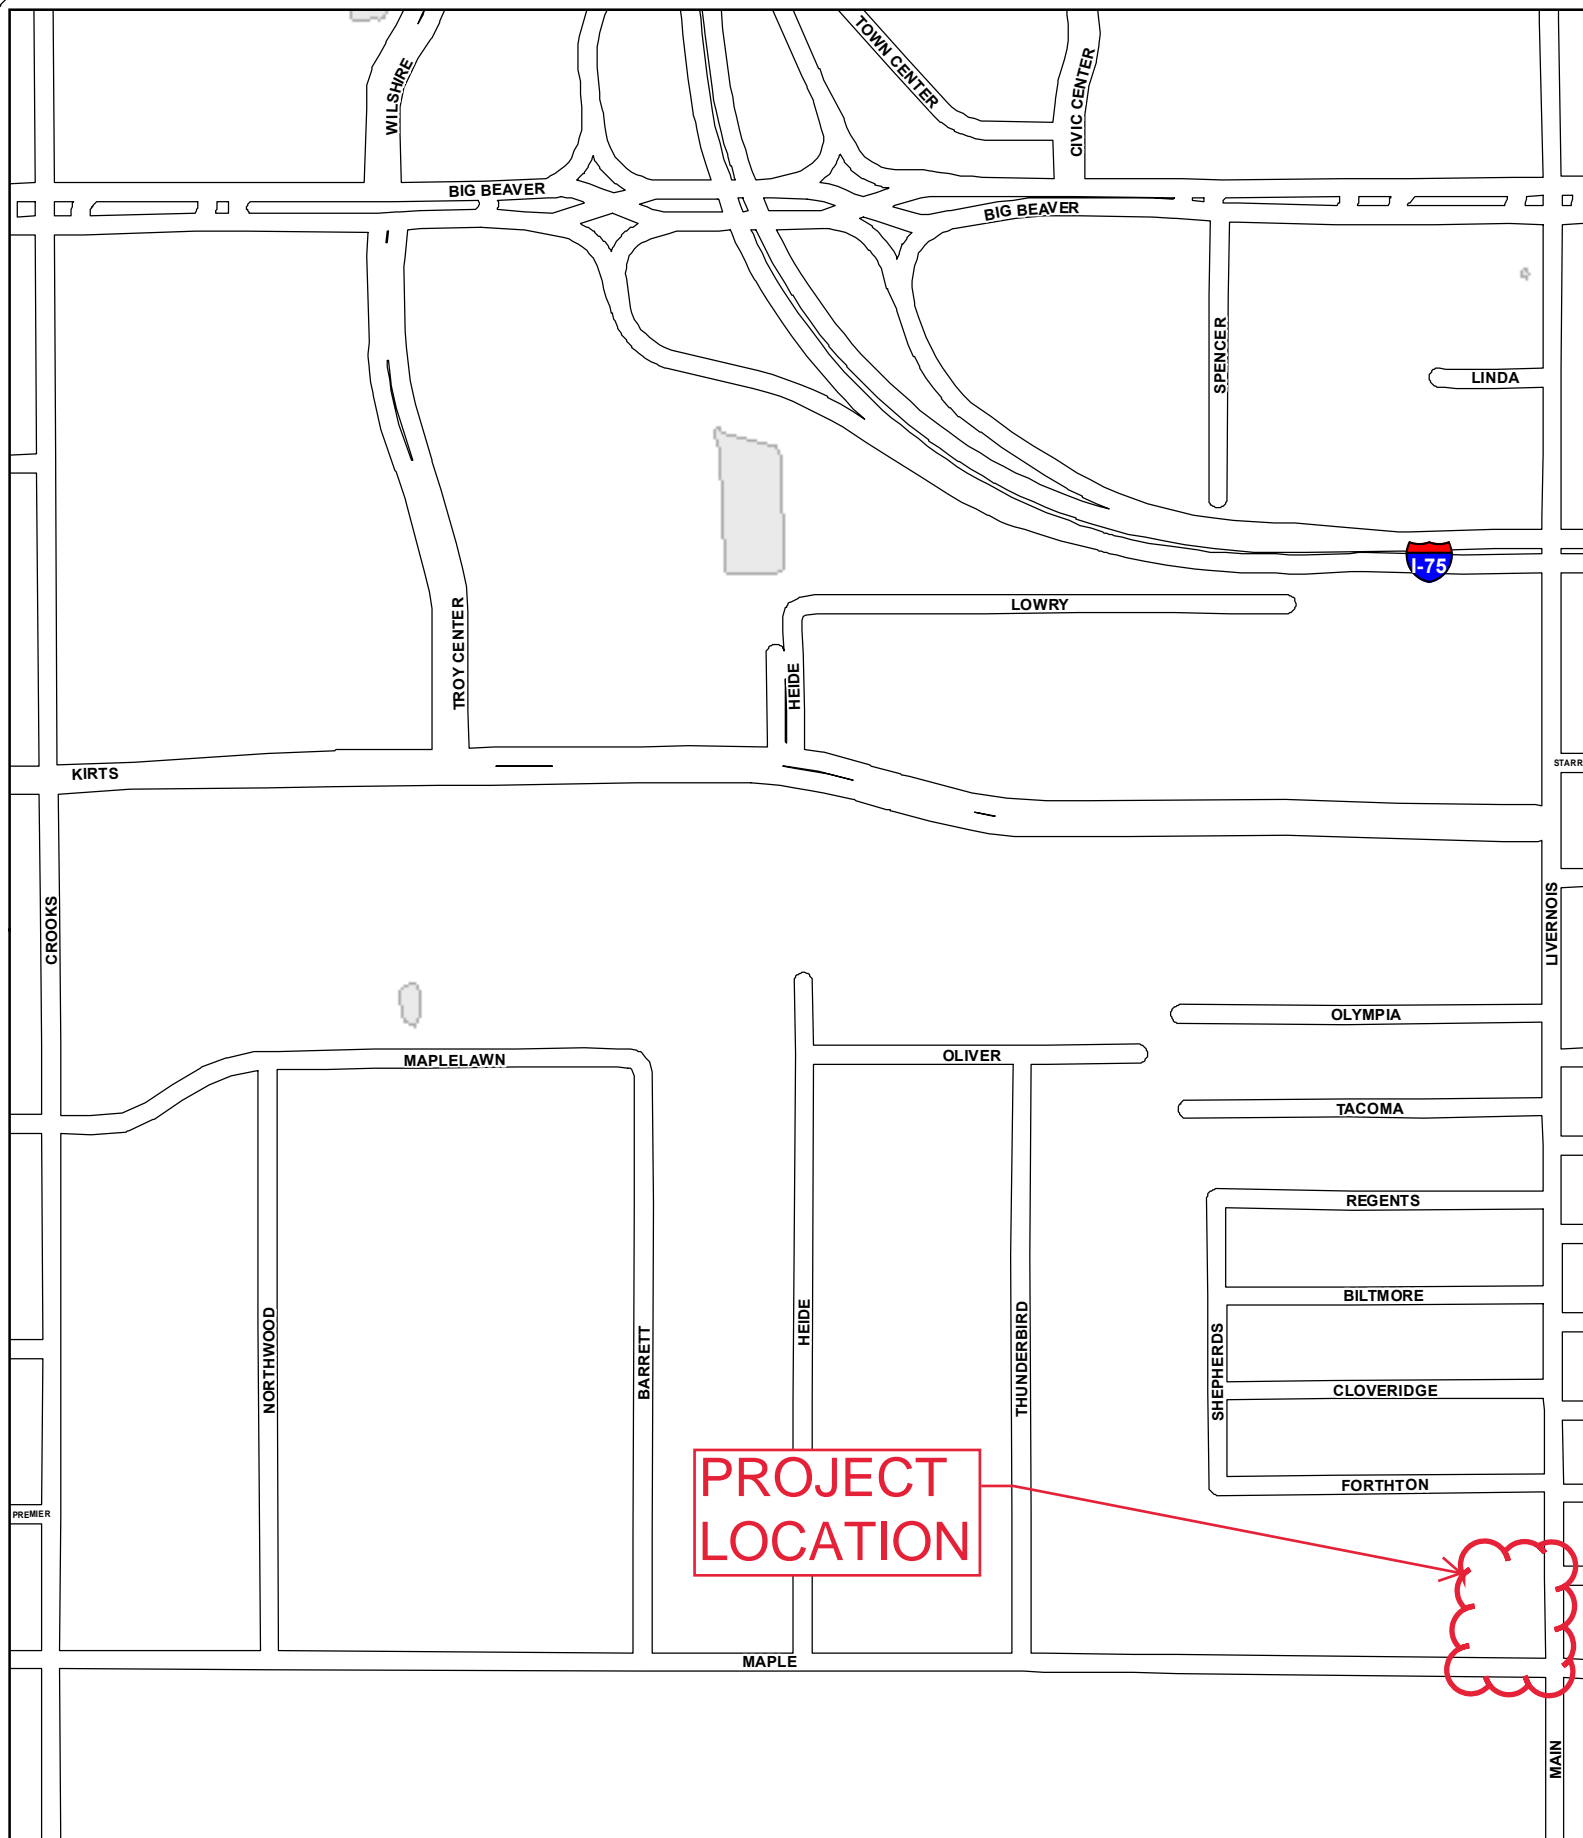 TOWN CENTER
WILSHIRE
CIVIC CENTER
BIG BEAVER
BIG BEAVER
SPENCER
LINDA
I-75
LOWRY
TROY CENTER
HEIDE
STARR
KIRTS
CROOKS
LIVERNOIS
OLYMPIA
MAPLELAWN
OLIVER
TACOMA
REGENTS
BILTMORE
NORTHWOOD
BARRETT
HEIDE
THUNDERBIRD
SHEPHERDS
CLOVERIDGE
PROJECT
LOCATION
FORTHTON
PREMIER
MAPLE
MAIN